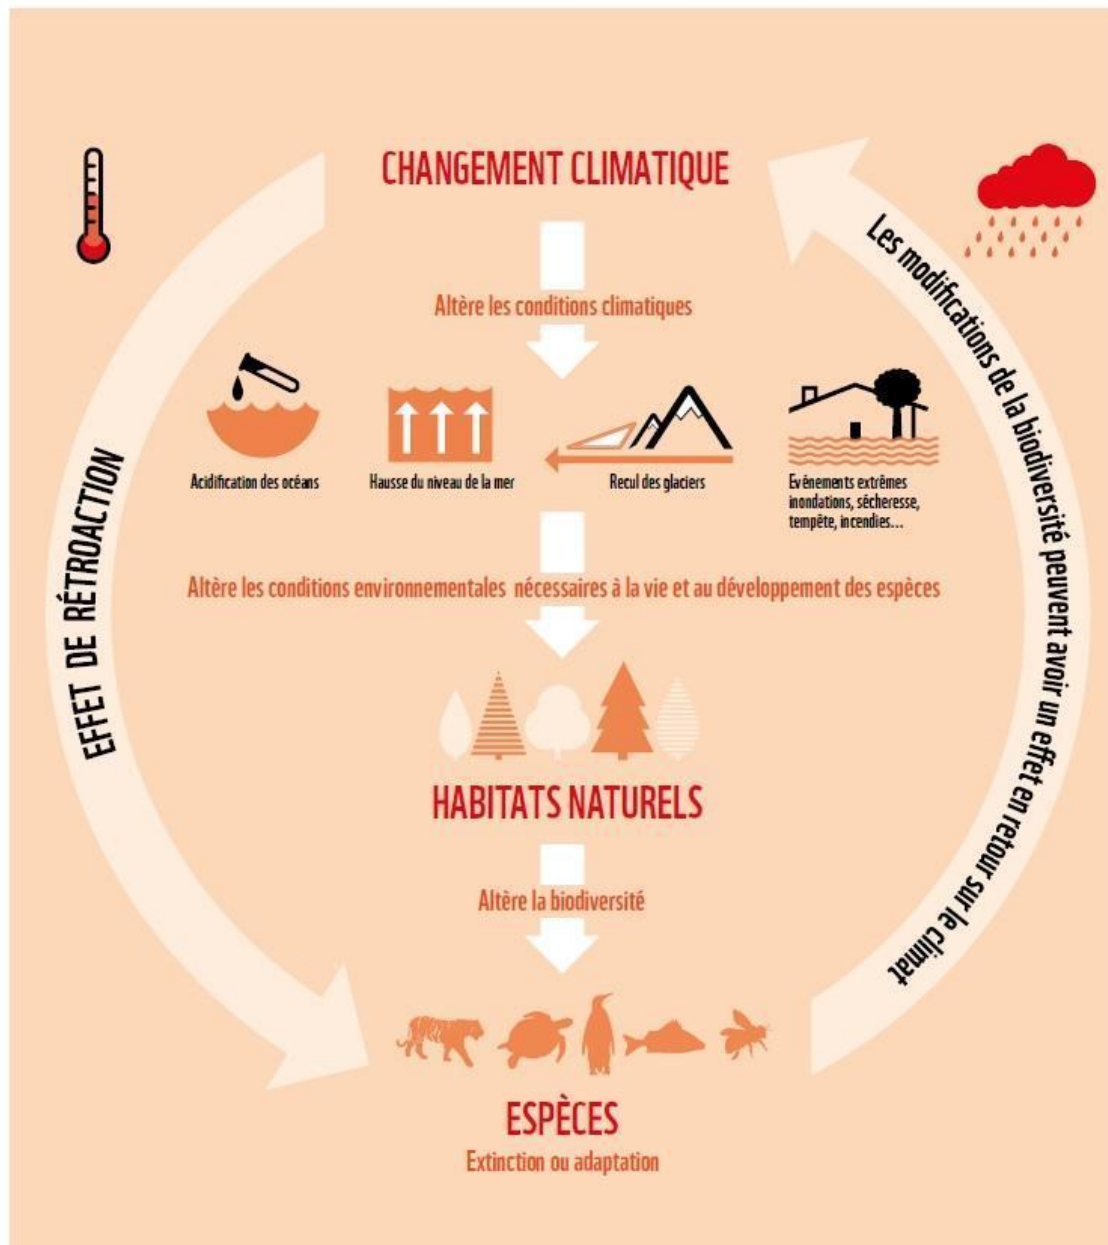 CHANGEMENT CLIMATIQUE
Altère les conditions climatiques
Acidification des océans
Hausse du niveau de la mer
Recul des glaciers
Evénements extrêmes
inondations, sécheresse,
tempête, incendies...
Altère les conditions environnementales nécessaires à la vie et au développement des espèces
HABITATS NATURELS
Altère la biodiversité
ESPÈCES
Extinction ou adaptation
EFFET DE RÉTROACTION
Les modifications de la biodiversité peuvent avoir un effet en retour sur le climat